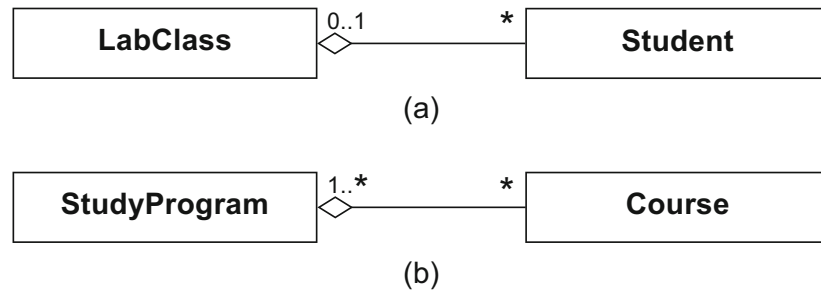 LabClass 0..1 * Student
(a)
StudyProgram 1..* * Course
(b)